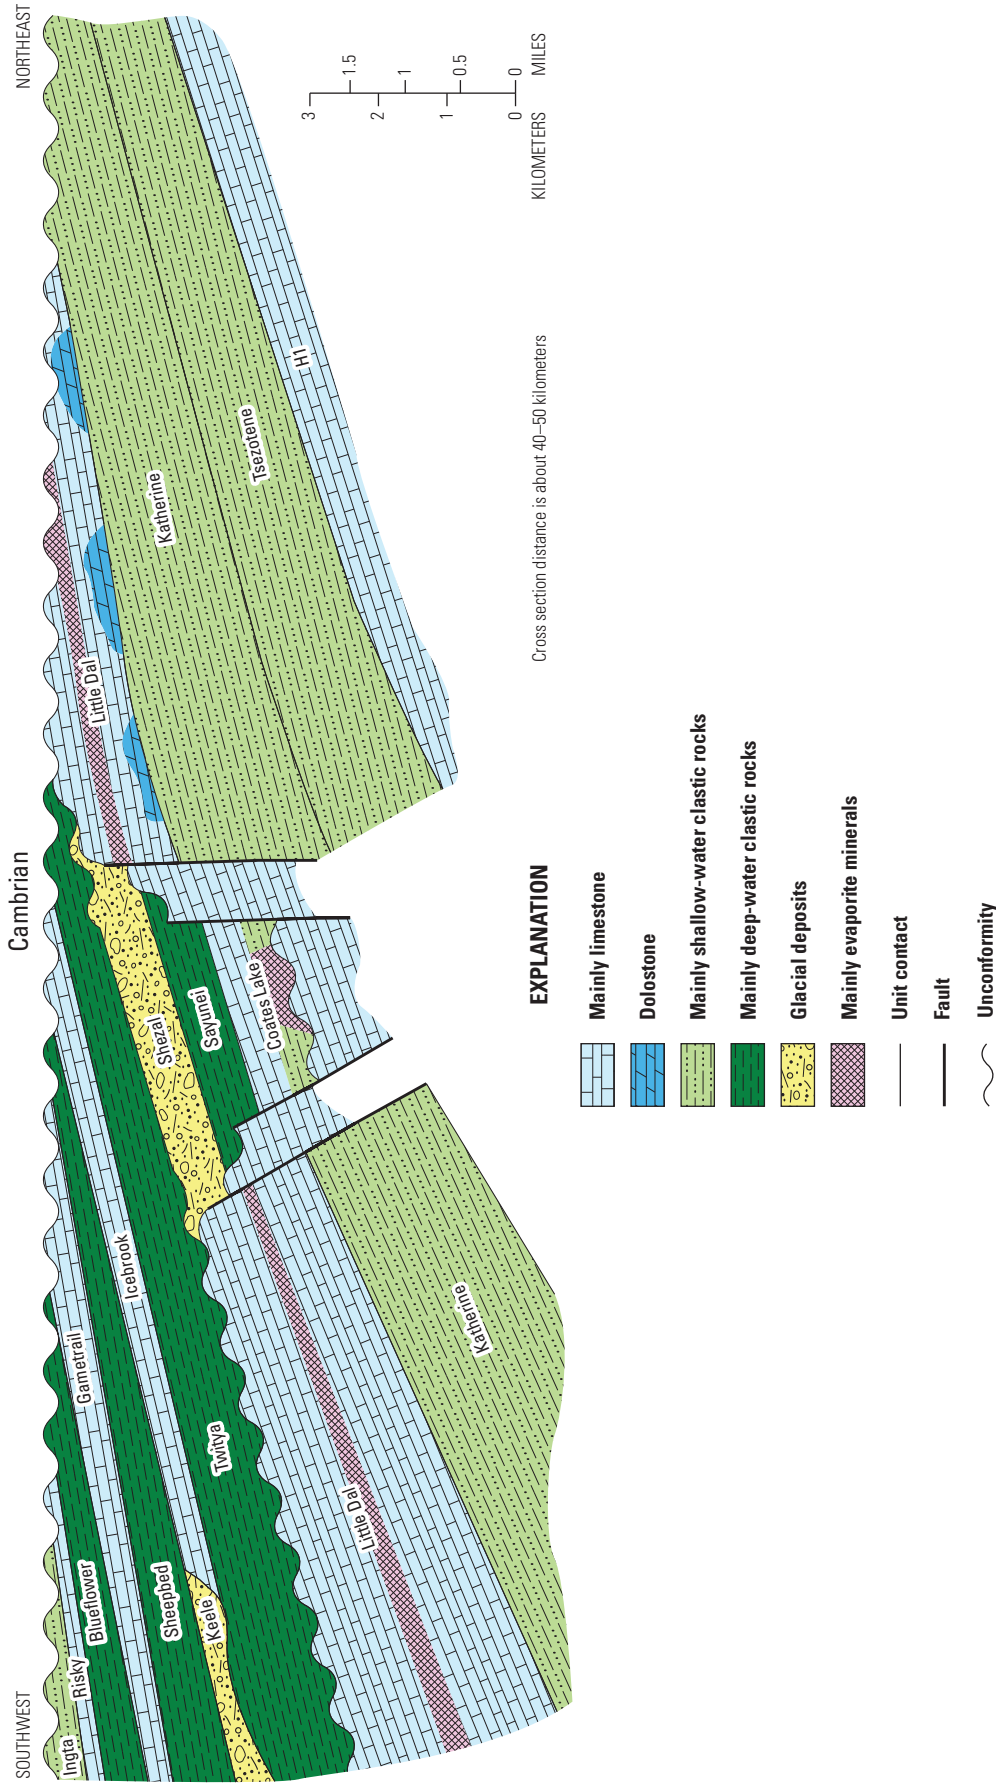 SOUTHWEST
Cambrian
NORTHEAST
Ingta
Risky
Blueflower
Gametrail
Sheepbed
Icebrook
Keele
Twitya
Shezal
Sayunei
Coates Lake
Little Dal
Katherine
Little Dal
Katherine
Tsezotene
H1
3
2
1
0
KILOMETERS
1.5
1
0.5
0
MILES
Cross section distance is about 40–50 kilometers
EXPLANATION
Mainly limestone
Dolostone
Mainly shallow-water clastic rocks
Mainly deep-water clastic rocks
Glacial deposits
Mainly evaporite minerals
Unit contact
Fault
Unconformity